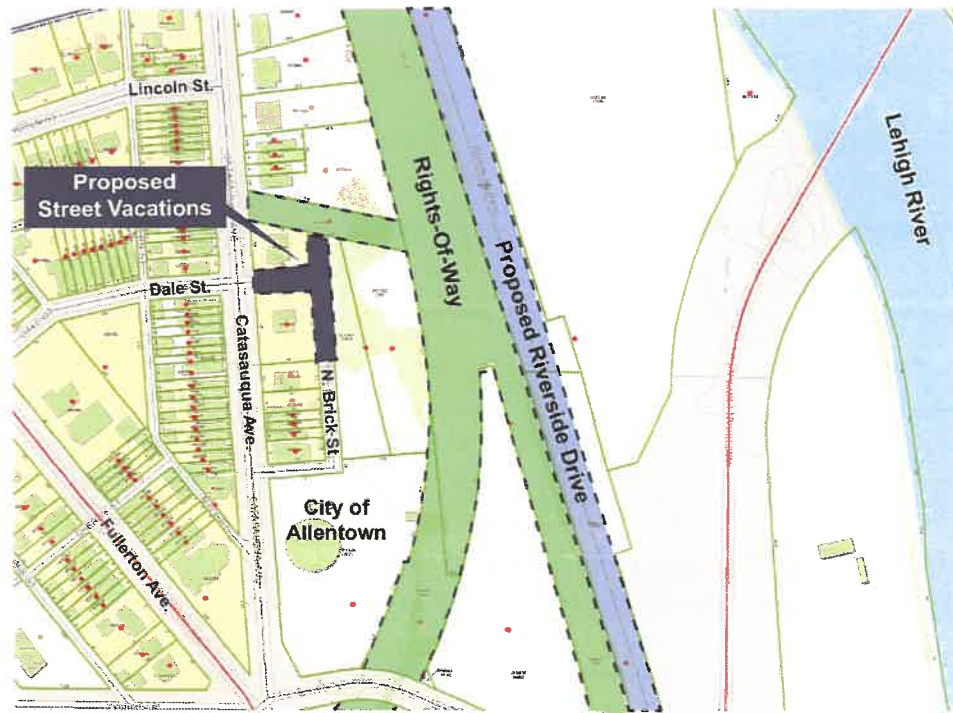 Lincoln St.
Proposed
Street Vacations
Dale St.
Catasauqua Ave.
N. Brick St
Fullerton Ave.
City of
Allentown
Rights-Of-Way
Proposed Riverside Drive
Lehigh River